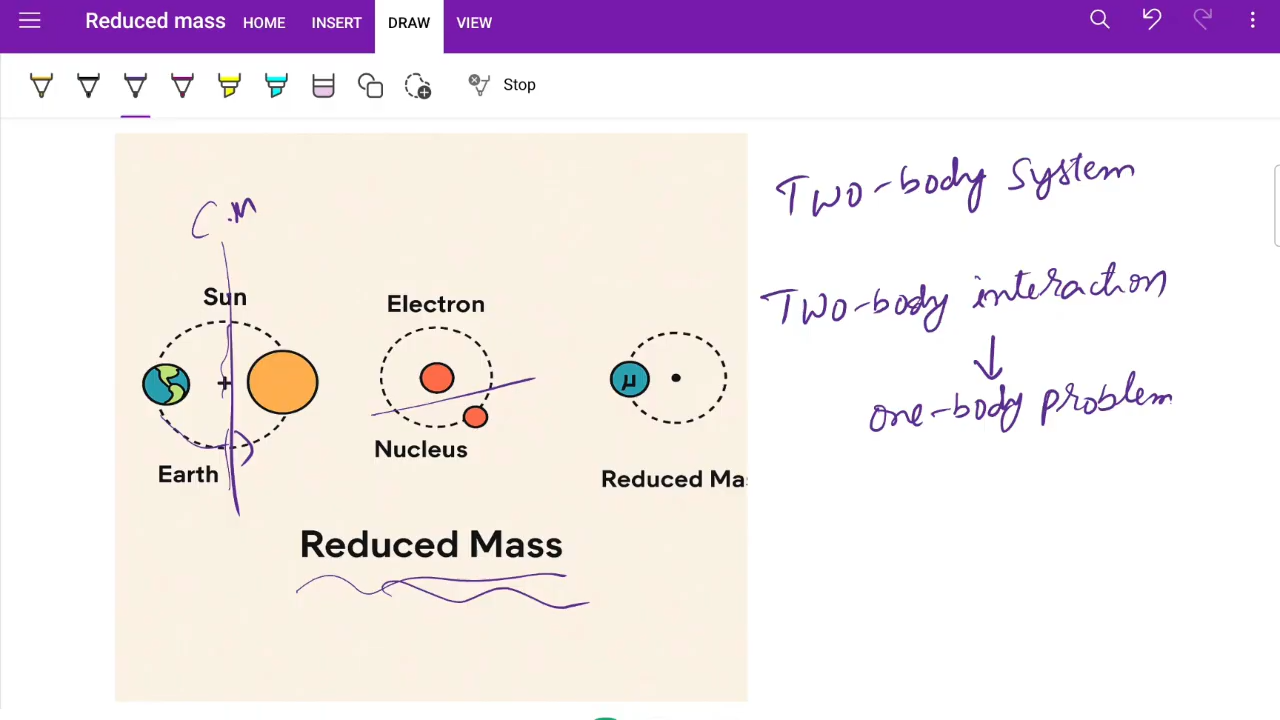 Reduced mass HOME INSERT DRAW VIEW
Stop
C.M
Sun
Electron
μ
Nucleus
Earth
Reduced Mas
Reduced Mass
Two-body System
Two-body interaction
↓
one-body problem